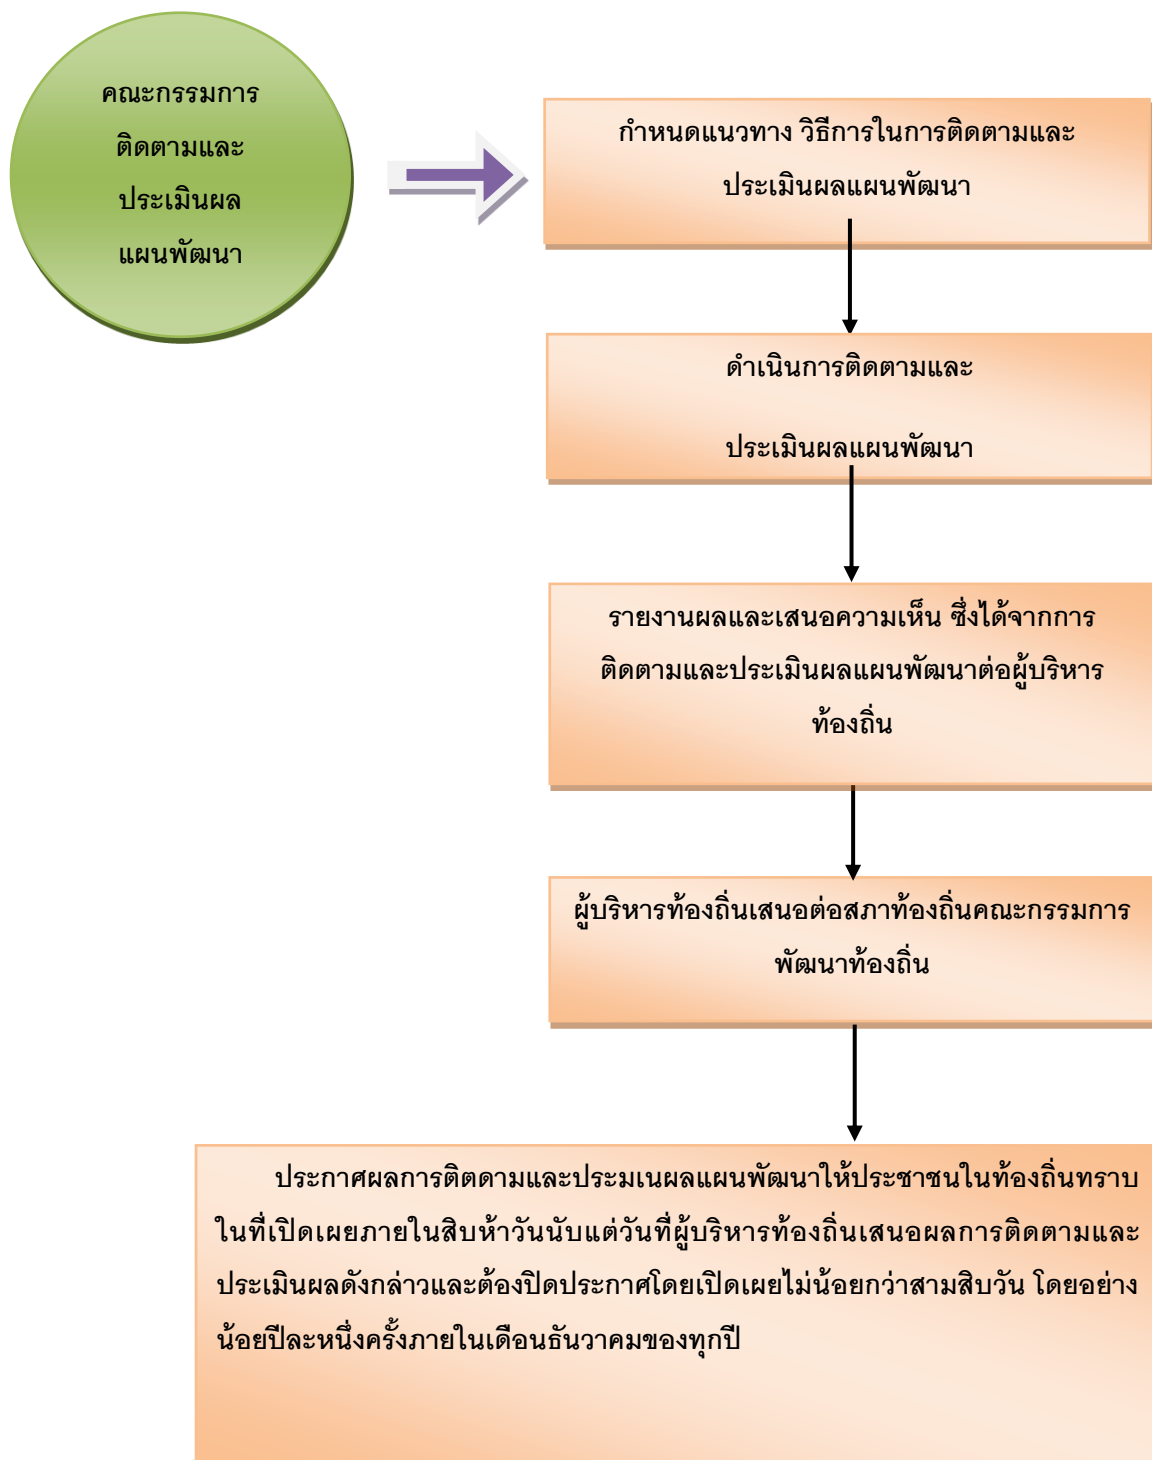 คณะกรรมการ
ติดตามและ
ประเมินผล
แผนพัฒนา
กำหนดแนวทาง วิธีการในการติดตามและ
ประเมินผลแผนพัฒนา
ดำเนินการติดตามและ
ประเมินผลแผนพัฒนา
รายงานผลและเสนอความเห็น ซึ่งได้จากการ
ติดตามและประเมินผลแผนพัฒนาต่อผู้บริหาร
ท้องถิ่น
ผู้บริหารท้องถิ่นเสนอต่อสภาท้องถิ่นคณะกรรมการ
พัฒนาท้องถิ่น
ประกาศผลการติตดามและประมเนผลแผนพัฒนาให้ประชาชนในท้องถิ่นทราบ
ในที่เปิดเผยภายในสิบห้าวันนับแต่วันที่ผู้บริหารท้องถิ่นเสนอผลการติดตามและ
ประเมินผลดังกล่าวและต้องปิดประกาศโดยเปิดเผยไม่น้อยกว่าสามสิบวัน โดยอย่าง
น้อยปีละหนึ่งครั้งภายในเดือนธันวาคมของทุกปี